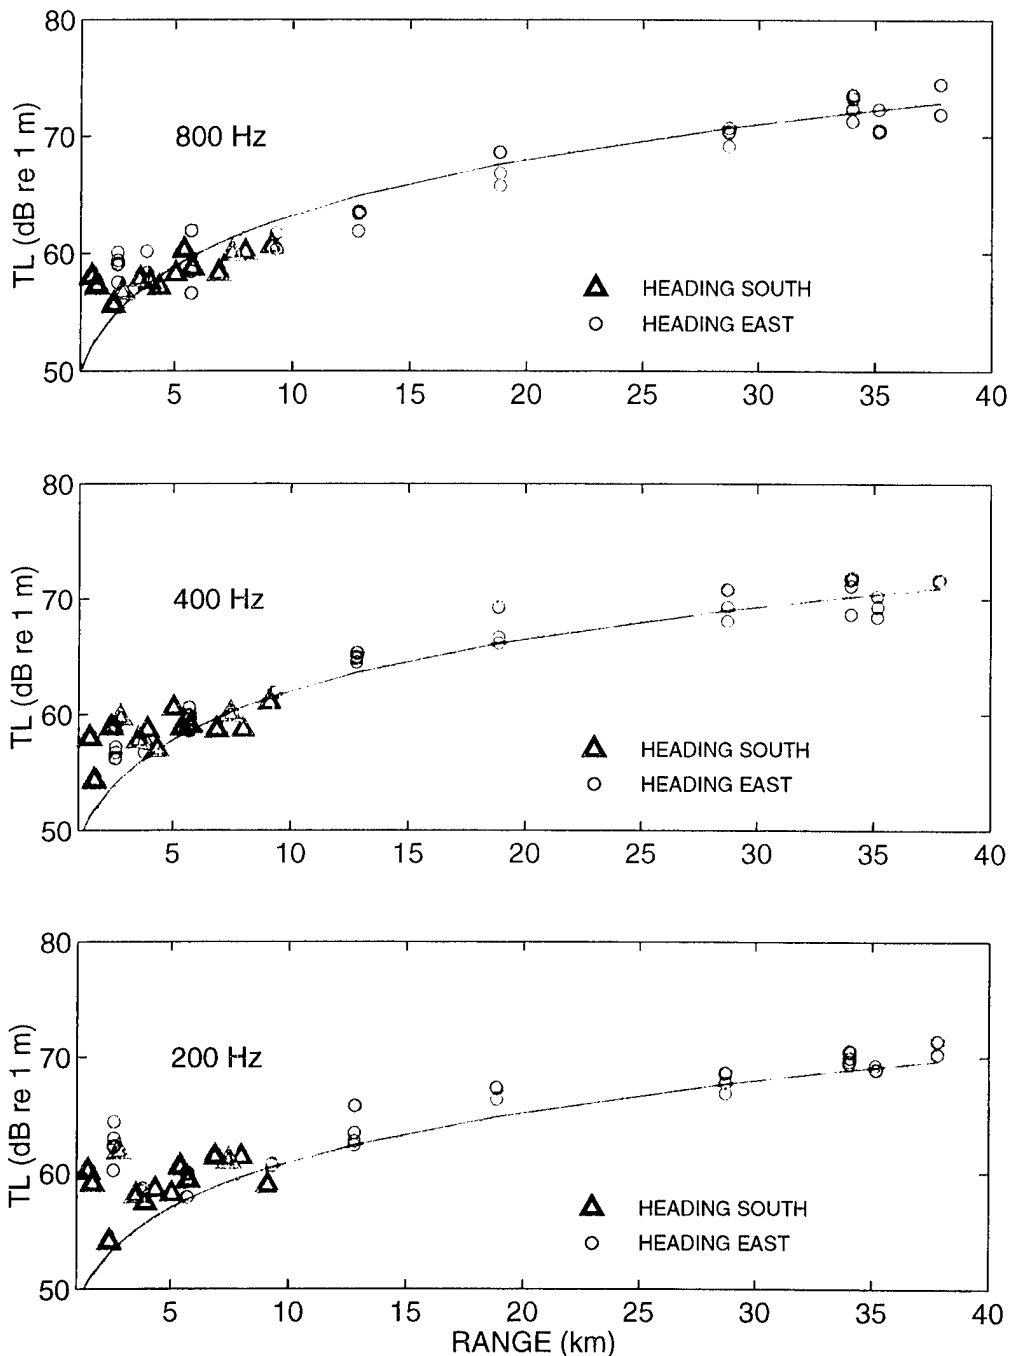 80
70
60
50
TL (dB re 1 m)
800 Hz
HEADING SOUTH
HEADING EAST
5 10 15 20 25 30 35 40
80
70
60
50
TL (dB re 1 m)
400 Hz
HEADING SOUTH
HEADING EAST
5 10 15 20 25 30 35 40
80
70
60
50
TL (dB re 1 m)
200 Hz
HEADING SOUTH
HEADING EAST
5 10 15 20 25 30 35 40
RANGE (km)